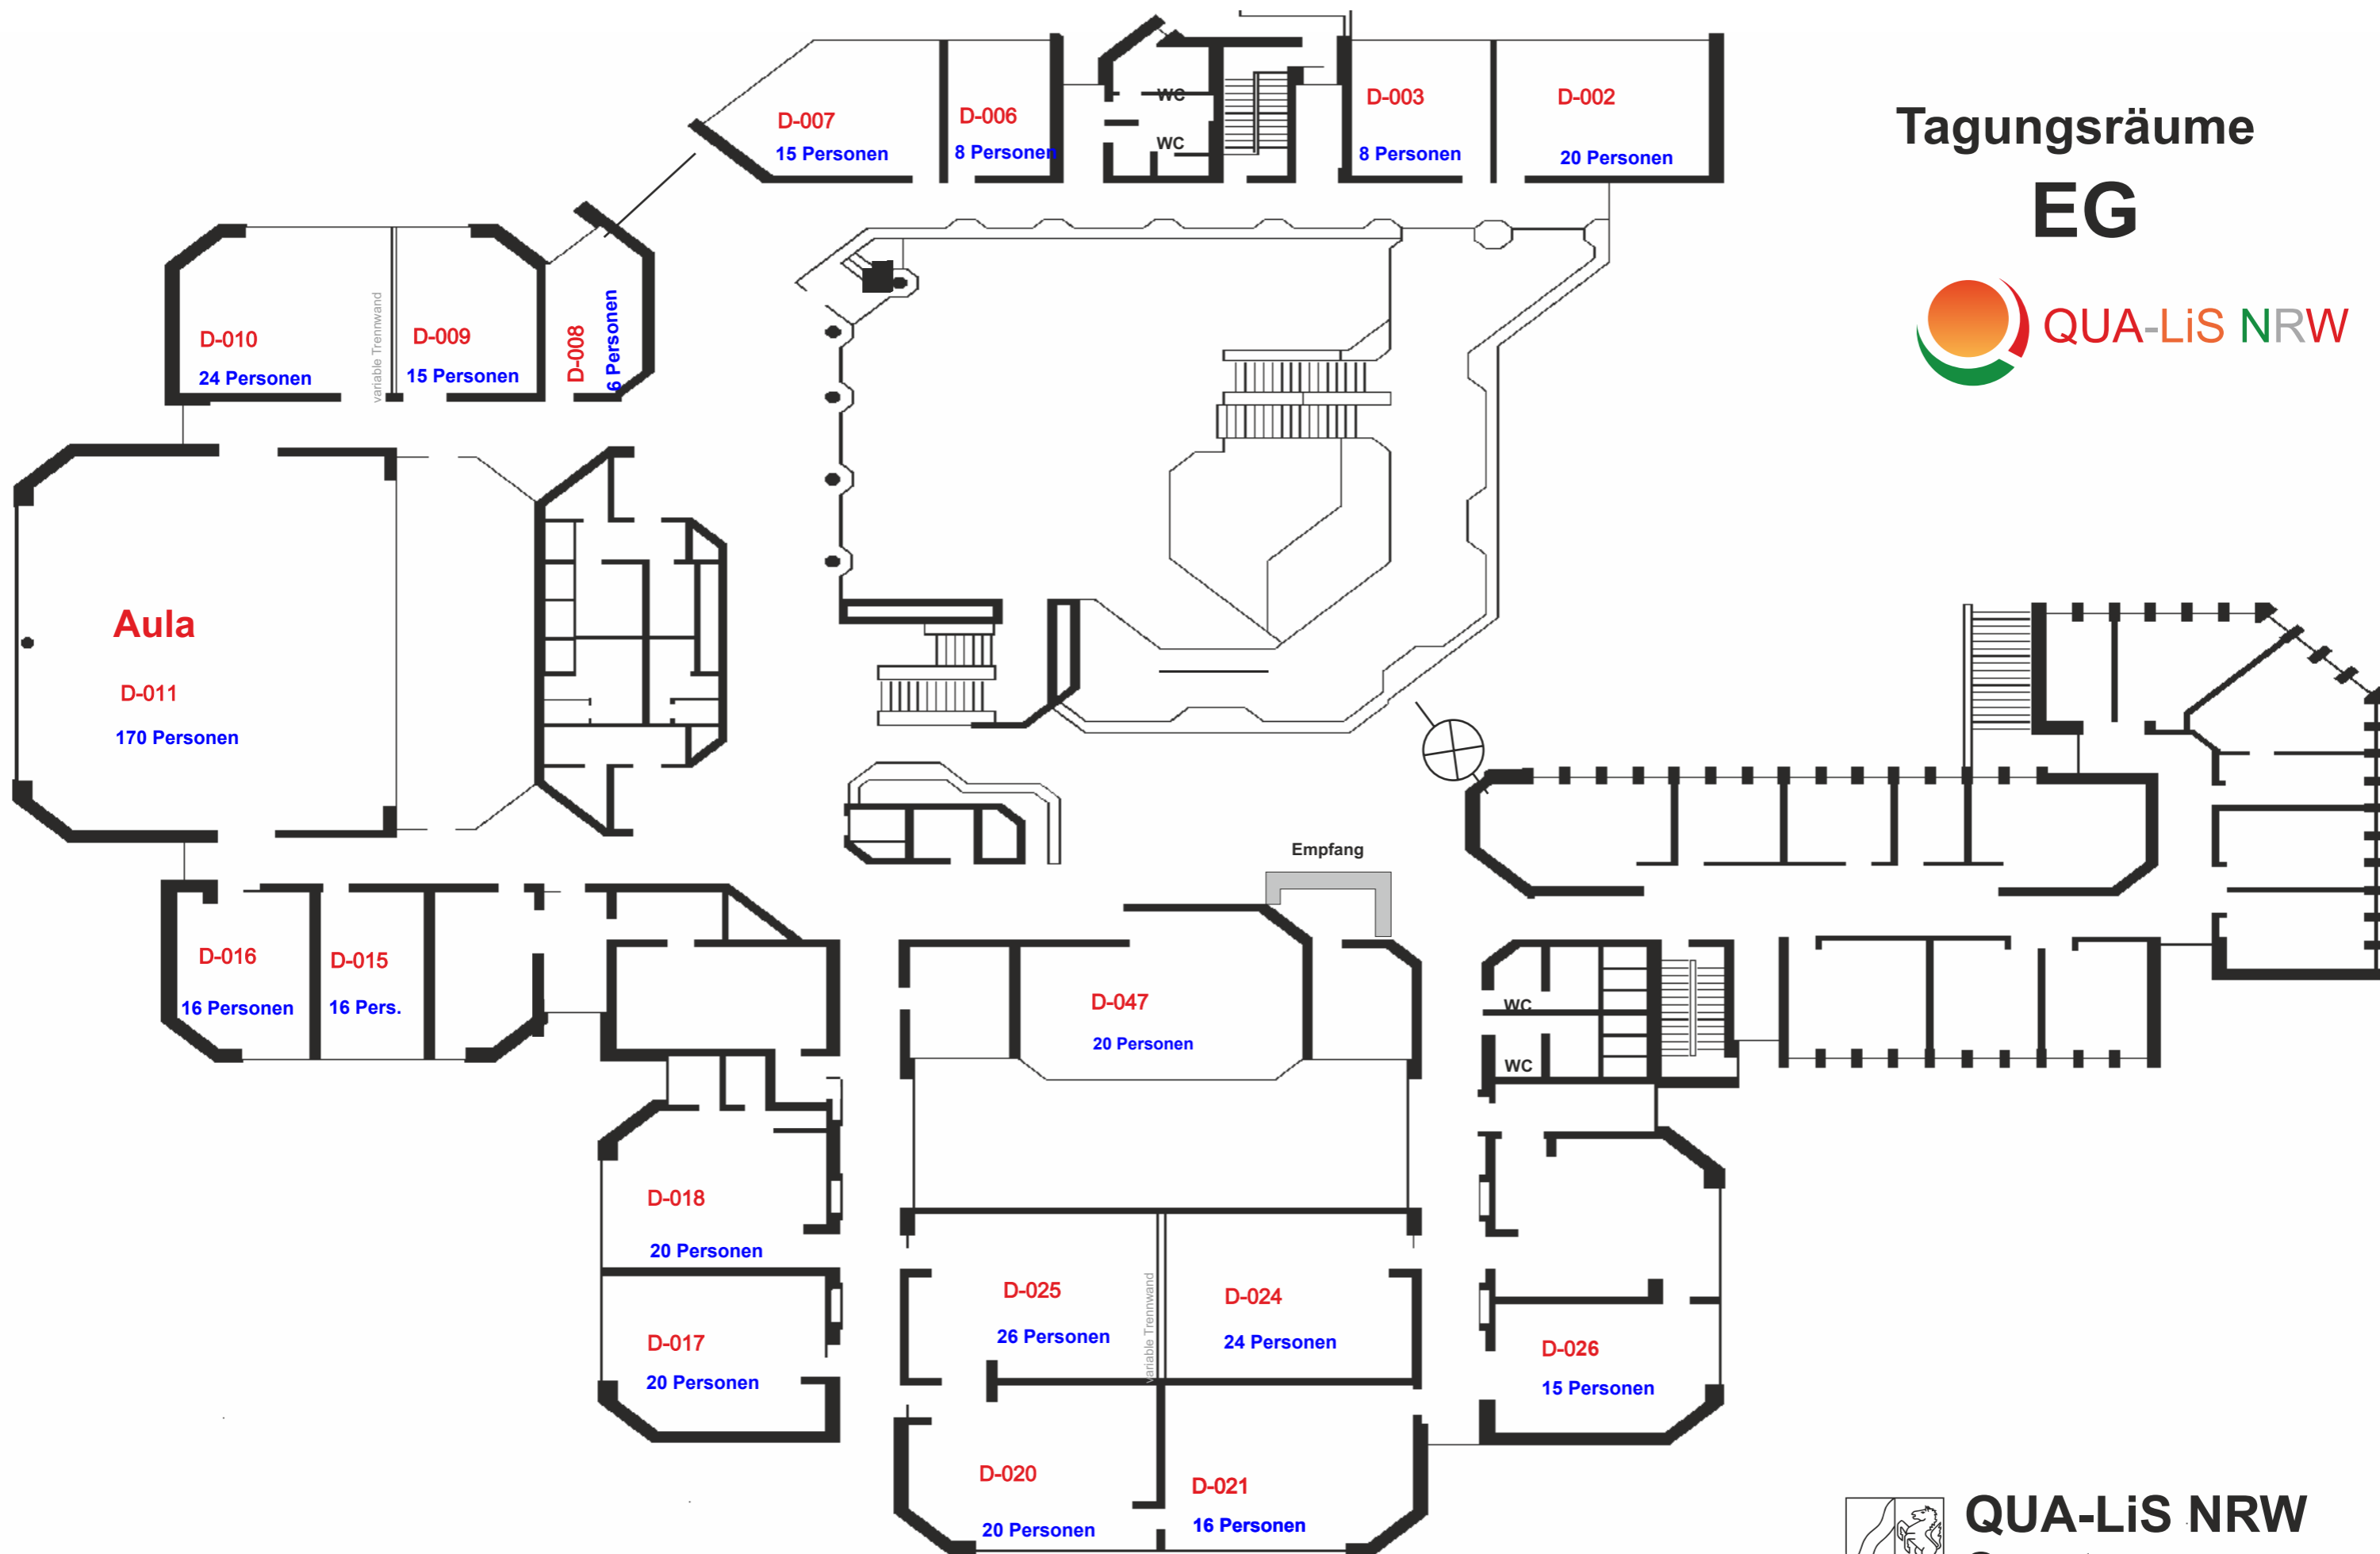 Tagungsräume
EG
QUA-LiS NRW
D-007
15 Personen
D-006
8 Personen
WC
WC
D-003
8 Personen
D-002
20 Personen
D-010
24 Personen
variable Trennwand
D-009
15 Personen
D-008
6 Personen
Aula
D-011
170 Personen
Empfang
D-016
16 Personen
D-015
16 Pers.
D-047
20 Personen
WC
WC
D-018
20 Personen
D-017
20 Personen
D-025
26 Personen
variable Trennwand
D-024
24 Personen
D-026
15 Personen
D-020
20 Personen
D-021
16 Personen
QUA-LiS NRW